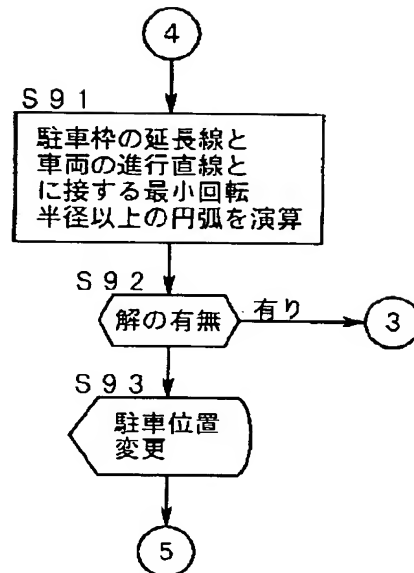 4
S91
駐車枠の延長線と
車両の進行直線と
に接する最小回転
半径以上の円弧を演算
S92
解の有無
有り
3
S93
駐車位置
変更
5